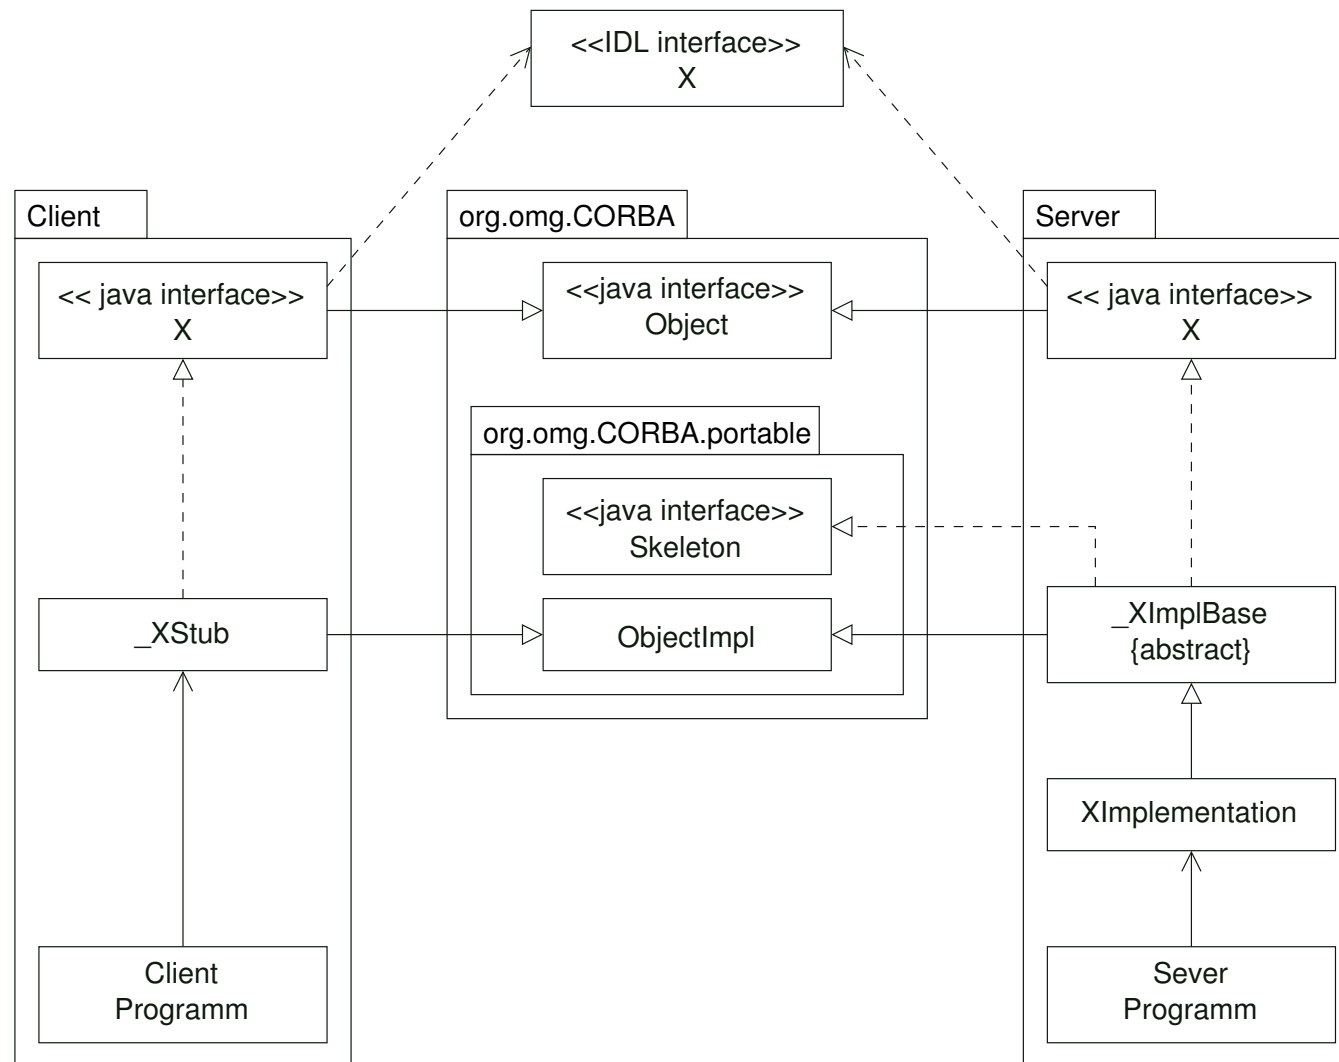 <<IDL interface>>
X
Client
org.omg.CORBA
Server
<< java interface>>
X
<<java interface>>
Object
<< java interface>>
X
org.omg.CORBA.portable
<<java interface>>
Skeleton
_XStub
ObjectImpl
_XImplBase
{abstract}
XImplementation
Client
Programm
Sever
Programm